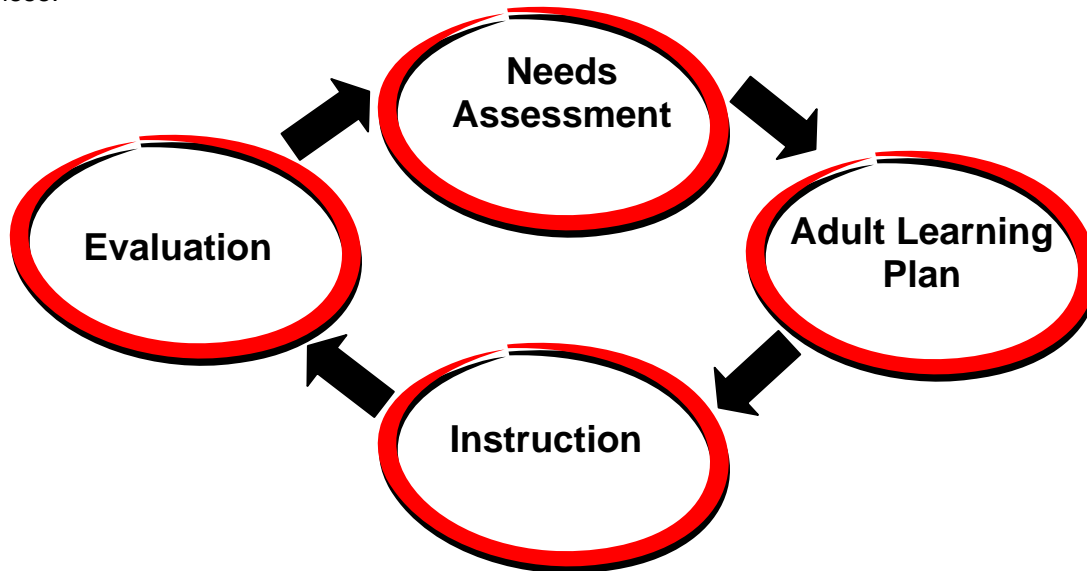 Needs
Assessment
Adult Learning
Plan
Evaluation
Instruction